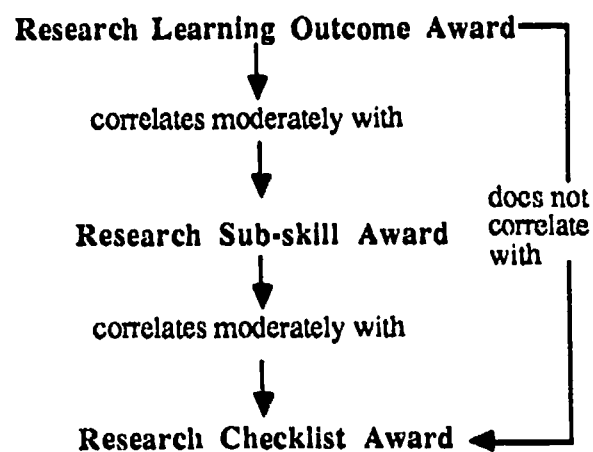 Research Learning Outcome Award
correlates moderately with
does not
correlate
with
Research Sub-skill Award
correlates moderately with
Research Checklist Award